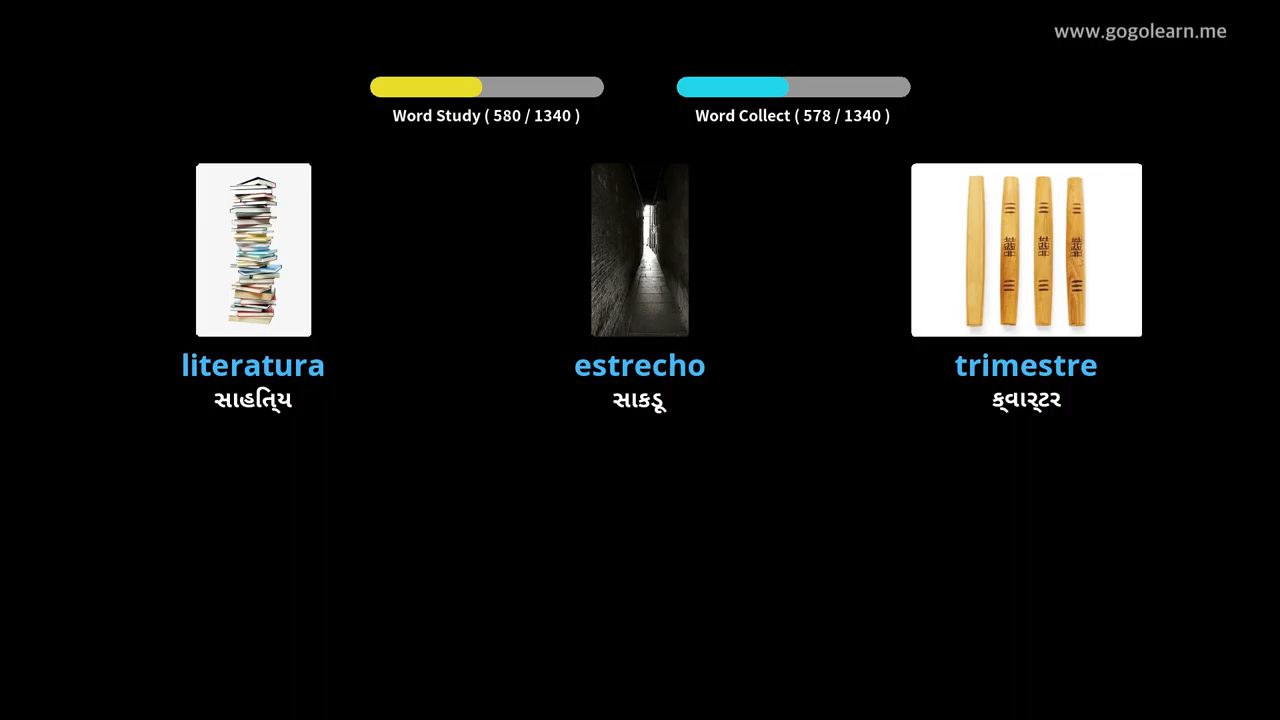 www.gogolearn.me
Word Study ( 580 / 1340 )
Word Collect ( 578 / 1340 )
literatura
estrecho
trimestre
સાહિત્ય
સાકડૂ
ક્વાર્ટર